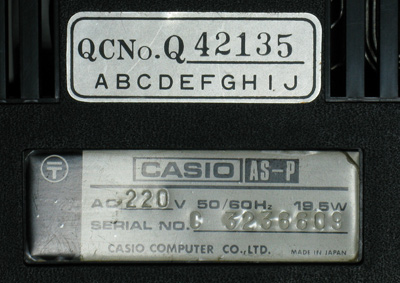 QCNo.Q 42135
ABCDEFGHIJ
T
CASIO AS-P
AC 220 V 50/60Hz 19.5W
SERIAL NO. C 3238609
CASIO COMPUTER CO.,LTD. MADE IN JAPAN